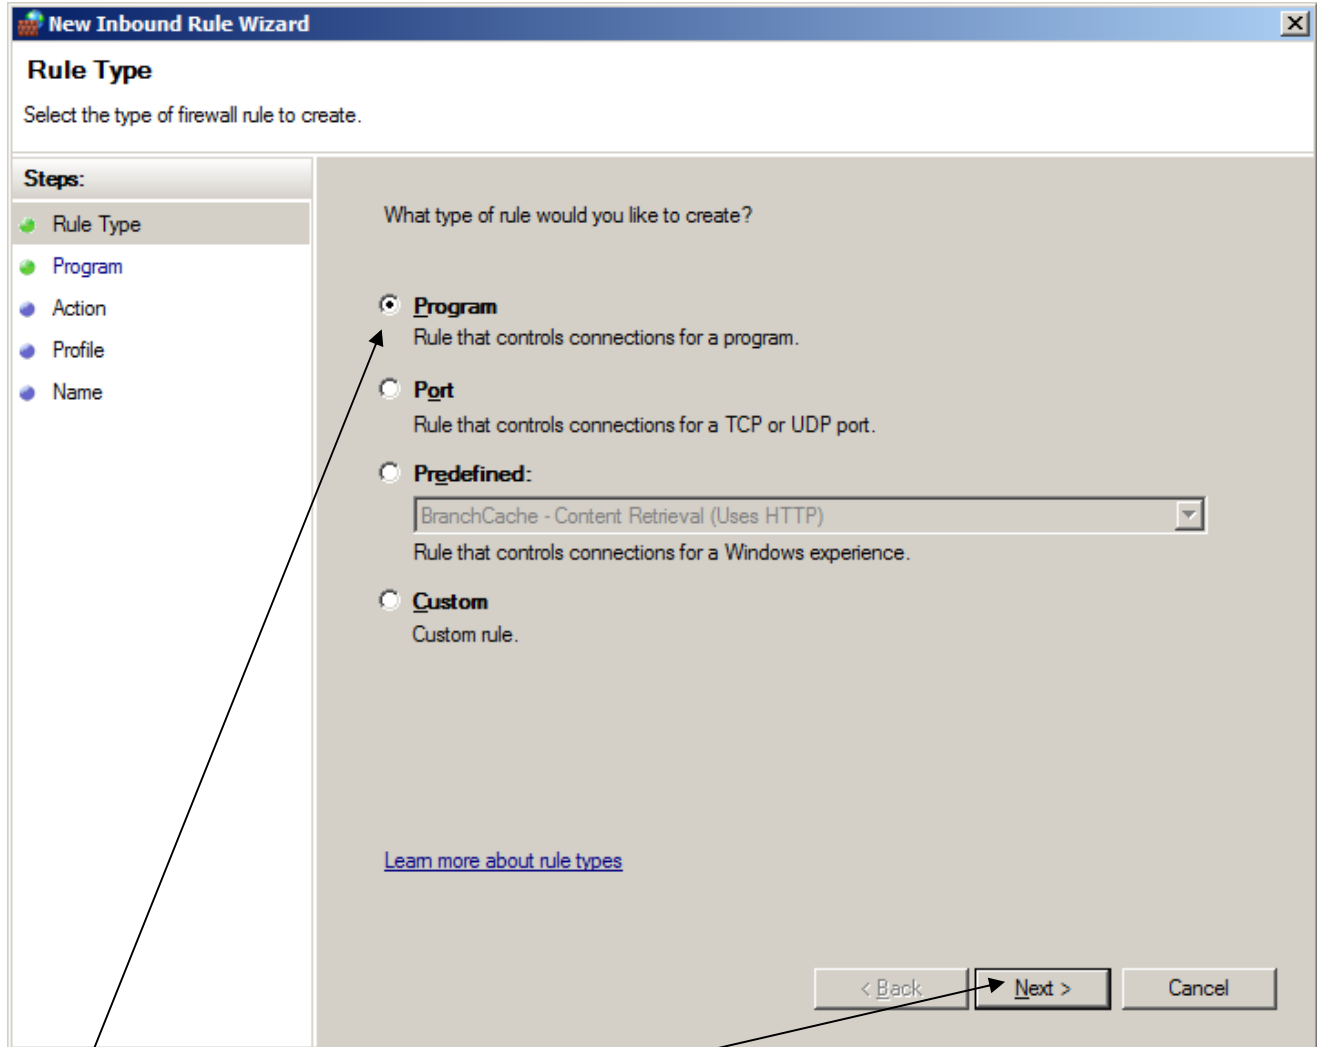 New Inbound Rule Wizard
Rule Type
Select the type of firewall rule to create.
Steps:
Rule Type
Program
Action
Profile
Name
What type of rule would you like to create?
Program
Rule that controls connections for a program.
Port
Rule that controls connections for a TCP or UDP port.
Predefined:
BranchCache - Content Retrieval (Uses HTTP)
Rule that controls connections for a Windows experience.
Custom
Custom rule.
Learn more about rule types
< Back Next > Cancel